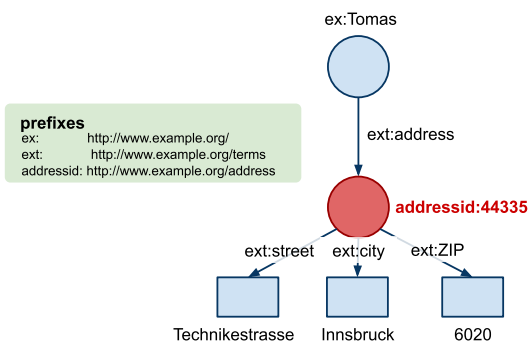 ex:Tomas
prefixes
ex: http://www.example.org/
ext: http://www.example.org/terms
addressid: http://www.example.org/address
ext:address
addressid:44335
ext:street ext:city ext:ZIP
Technikestrasse Innsbruck 6020